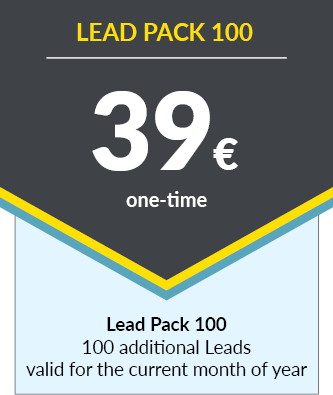 LEAD PACK 100
39€
one-time
Lead Pack 100
100 additional Leads
valid for the current month of year